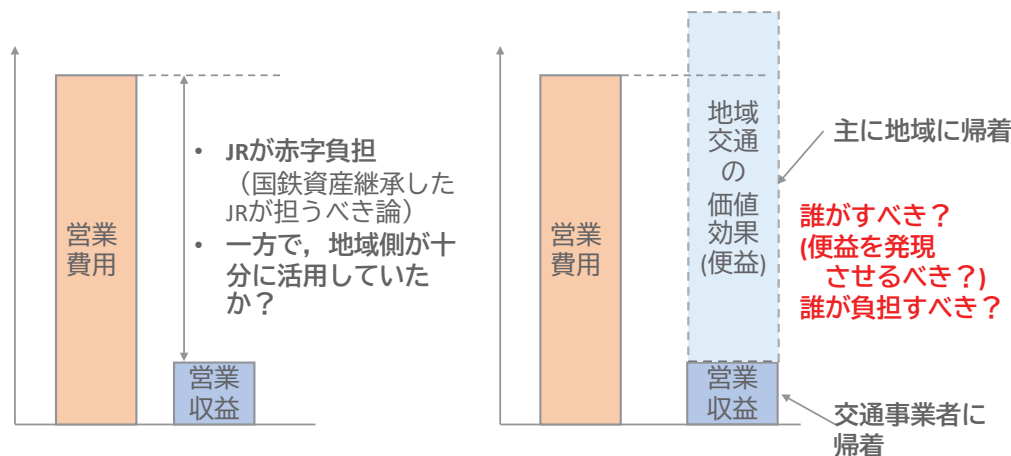 営業
費用
• JRが赤字負担
（国鉄資産継承した
JRが担うべき論）
• 一方で，地域側が十
分に活用していた
か？
営業
収益
営業
費用
地域
交通
の
価値
効果
(便益)
営業
収益
主に地域に帰着
誰がすべき？
(便益を発現
させるべき？)
誰が負担すべき？
交通事業者に
帰着